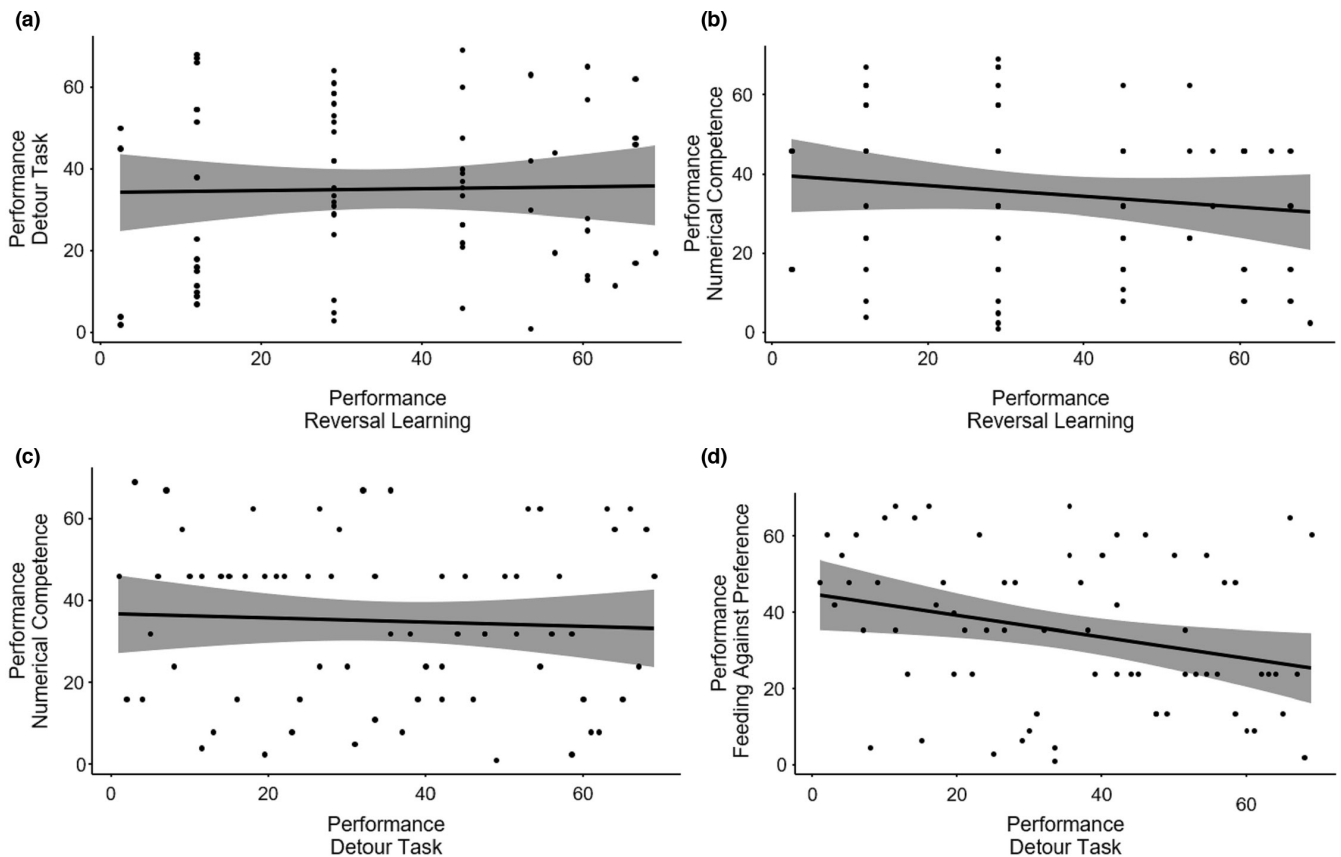 (a)
Performance
Detour Task
60
40
20
0
0 20 40 60
Performance
Reversal Learning
(b)
Performance
Numerical Competence
60
40
20
0
0 20 40 60
Performance
Reversal Learning
(c)
Performance
Numerical Competence
60
40
20
0
0 20 40 60
Performance
Detour Task
(d)
Performance
Feeding Against Preference
60
40
20
0
0 20 40 60
Performance
Detour Task